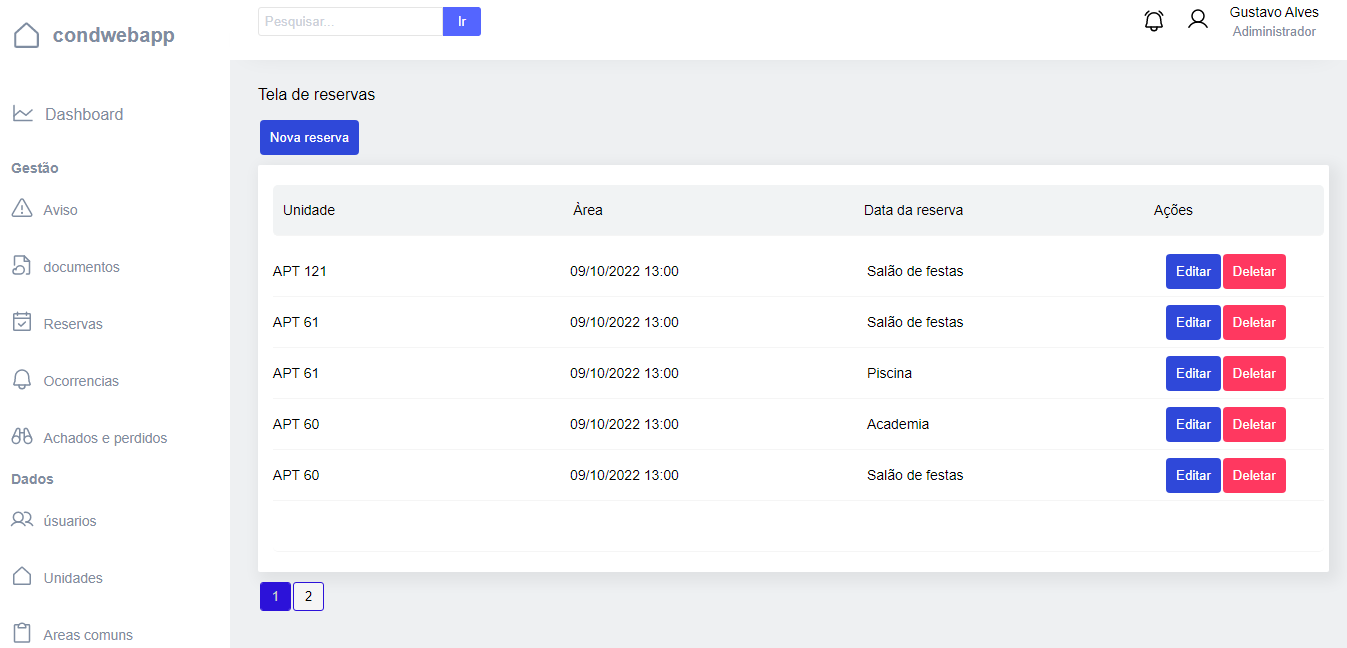 condwebapp
Dashboard
Gestão
Aviso
documentos
Reservas
Ocorrencias
Achados e perdidos
Dados
úsuarios
Unidades
Areas comuns
Pesquisar... Ir
Gustavo Alves
Adiministrador
Tela de reservas
Nova reserva
Unidade Àrea Data da reserva Ações
APT 121 09/10/2022 13:00 Salão de festas Editar Deletar
APT 61 09/10/2022 13:00 Salão de festas Editar Deletar
APT 61 09/10/2022 13:00 Piscina Editar Deletar
APT 60 09/10/2022 13:00 Academia Editar Deletar
APT 60 09/10/2022 13:00 Salão de festas Editar Deletar
1 2